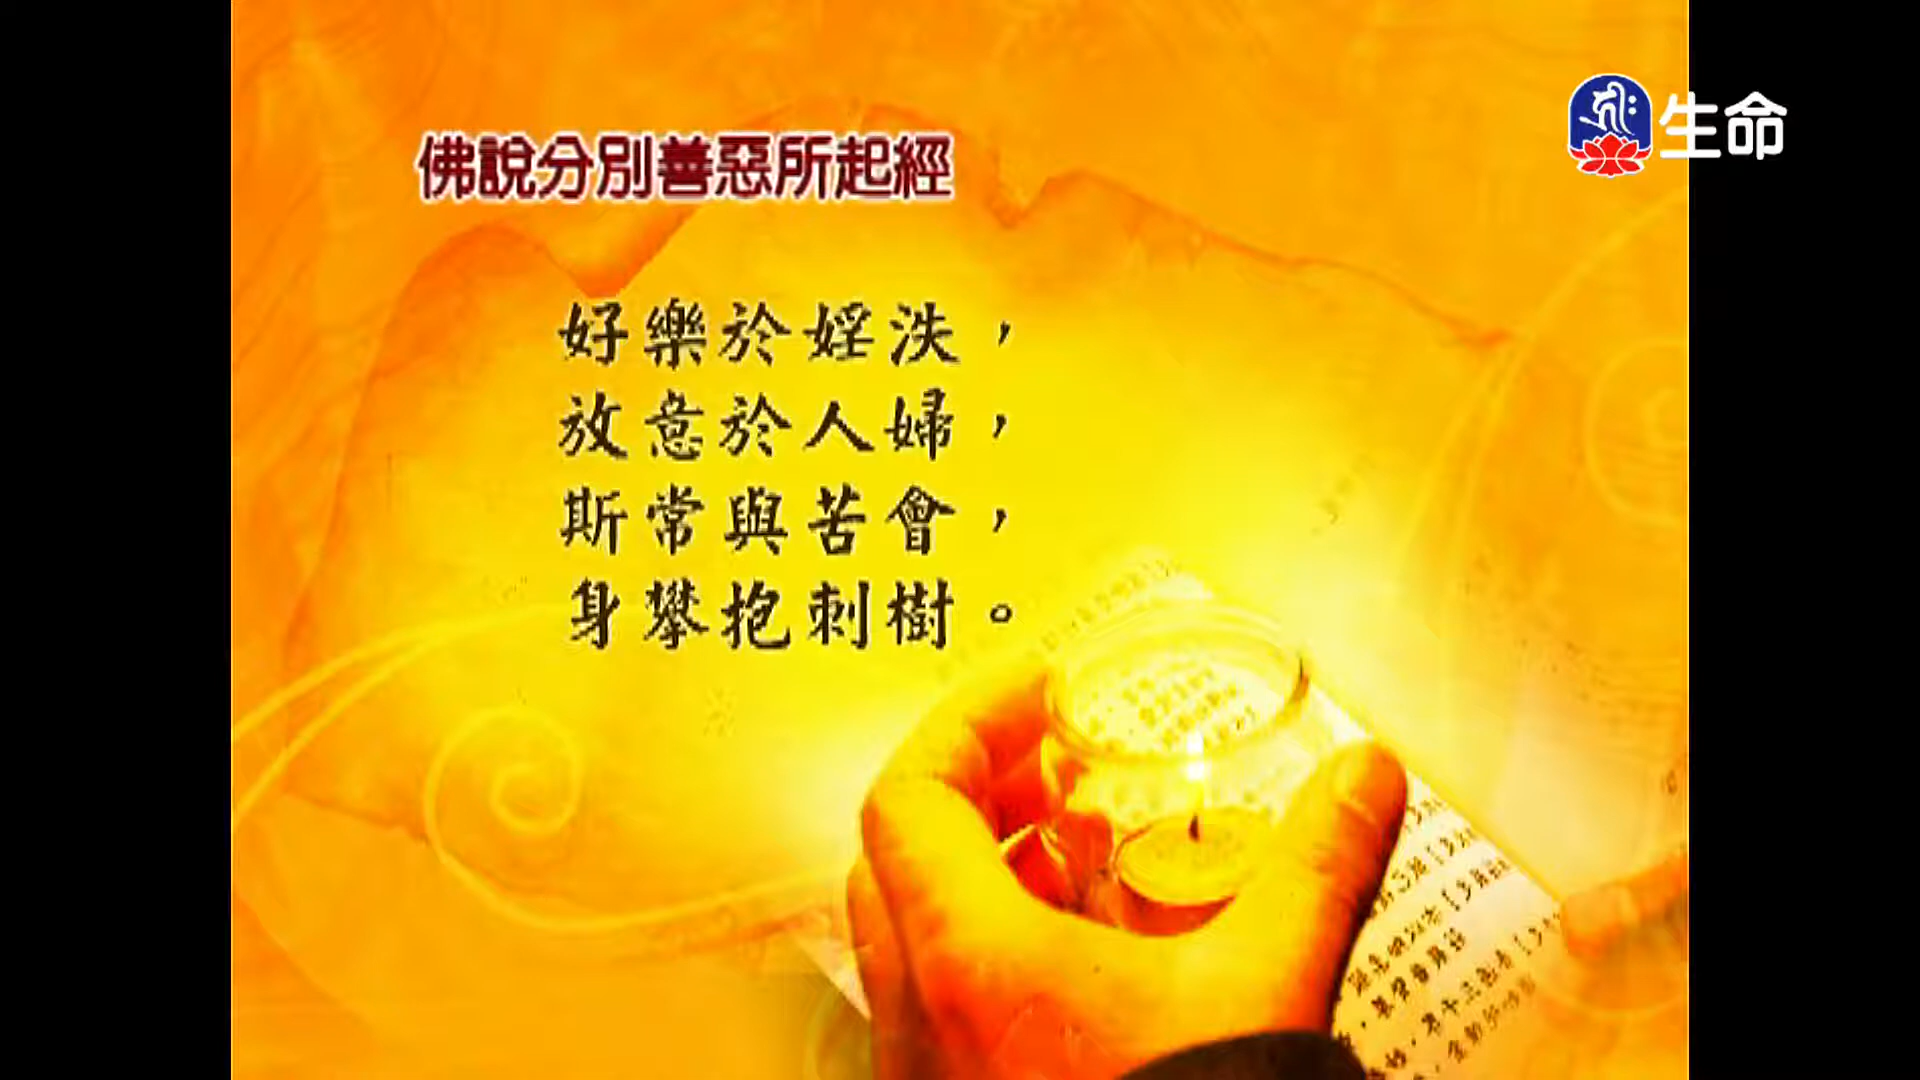 佛說分別善惡所起經
生命
好樂於婬泆，
放意於人婦，
斯常與苦會，
身攀抱刺樹。